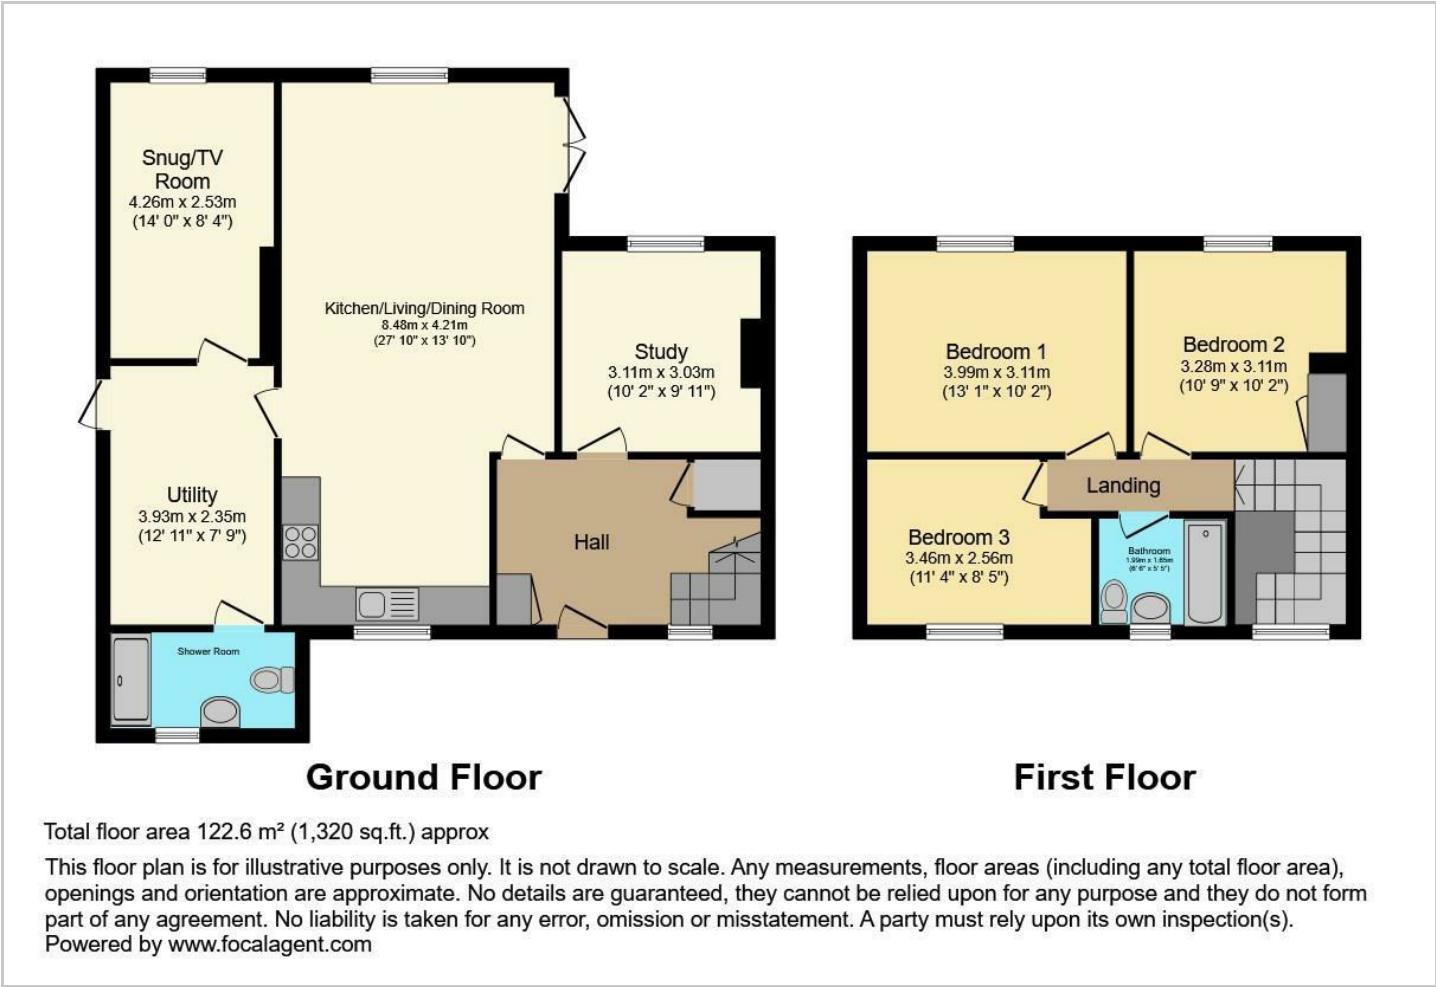 Snug/TV
Room
4.26m x 2.53m
(14' 0" x 8' 4")
Kitchen/Living/Dining Room
8.48m x 4.21m
(27' 10" x 13' 10")
Study
3.11m x 3.03m
(10' 2" x 9' 11")
Utility
3.93m x 2.35m
(12' 11" x 7' 9")
Hall
Shower Room
Ground Floor
Bedroom 1
3.99m x 3.11m
(13' 1" x 10' 2")
Bedroom 2
3.28m x 3.11m
(10' 9" x 10' 2")
Landing
Bedroom 3
3.46m x 2.56m
(11' 4" x 8' 5")
Bathroom
1.99m x 1.65m
(6' 6" x 5' 5")
First Floor
Total floor area 122.6 m² (1,320 sq.ft.) approx
This floor plan is for illustrative purposes only. It is not drawn to scale. Any measurements, floor areas (including any total floor area),
openings and orientation are approximate. No details are guaranteed, they cannot be relied upon for any purpose and they do not form
part of any agreement. No liability is taken for any error, omission or misstatement. A party must rely upon its own inspection(s).
Powered by www.focalagent.com